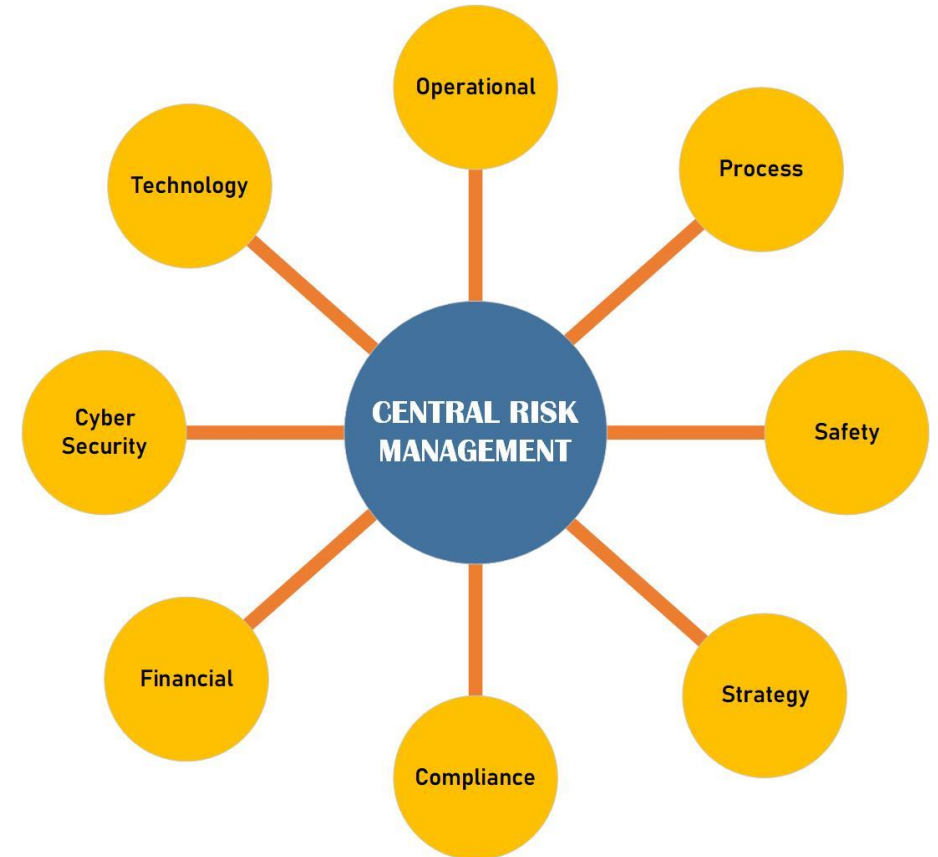 Operational
Process
Technology
CENTRAL RISK
MANAGEMENT
Cyber
Security
Safety
Financial
Strategy
Compliance